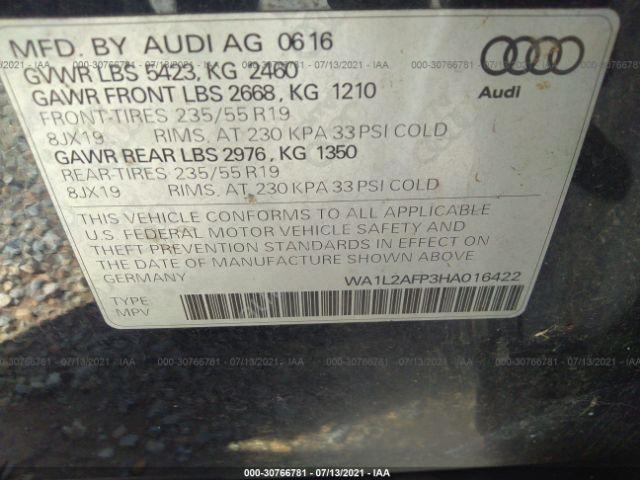 MFD. BY AUDI AG 0616
GVWR LBS 5423, KG 2460
GAWR FRONT LBS 2668, KG 1210
FRONT-TIRES 235/55 R19
8JX19 RIMS, AT 230 KPA 33 PSI COLD
GAWR REAR LBS 2976, KG 1350
REAR-TIRES 235/55 R19
8JX19 RIMS, AT 230 KPA 33 PSI COLD
Audi
THIS VEHICLE CONFORMS TO ALL APPLICABLE
U.S. FEDERAL MOTOR VEHICLE SAFETY AND
THEFT PREVENTION STANDARDS IN EFFECT ON
THE DATE OF MANUFACTURE SHOWN ABOVE
GERMANY WA1L2AFP3HA016422
TYPE
MPV
000-30766781 - 07/13/2021 - IAA